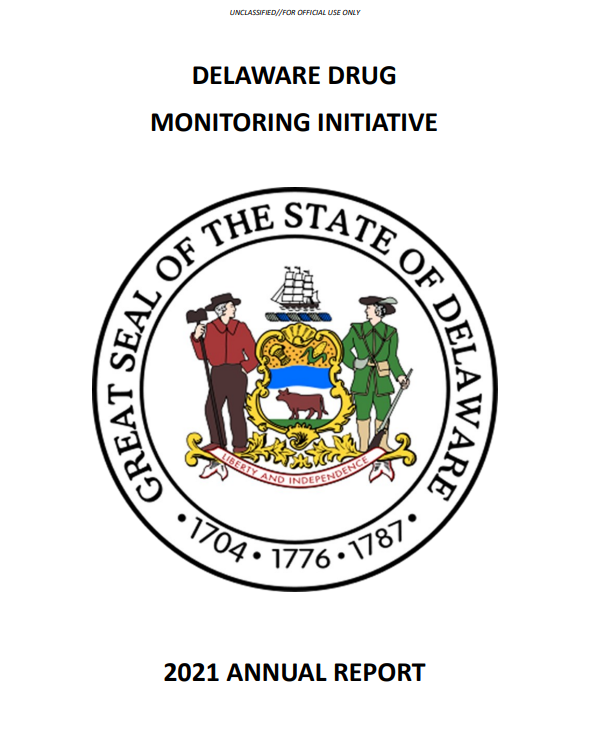 UNCLASSIFIED//FOR OFFICIAL USE ONLY
DELAWARE DRUG
MONITORING INITIATIVE
GREAT SEAL OF THE STATE OF DELAWARE
LIBERTY AND INDEPENDENCE
• 1704 • 1776 • 1787 •
2021 ANNUAL REPORT